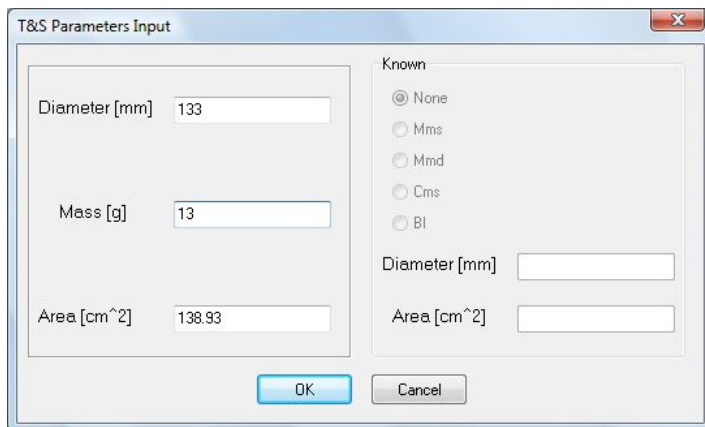 T&S Parameters Input
X
Diameter [mm]
133
Mass [g]
13
Area [cm^2]
138.93
Known
None
Mms
Mmd
Cms
Bl
Diameter [mm]
Area [cm^2]
OK
Cancel